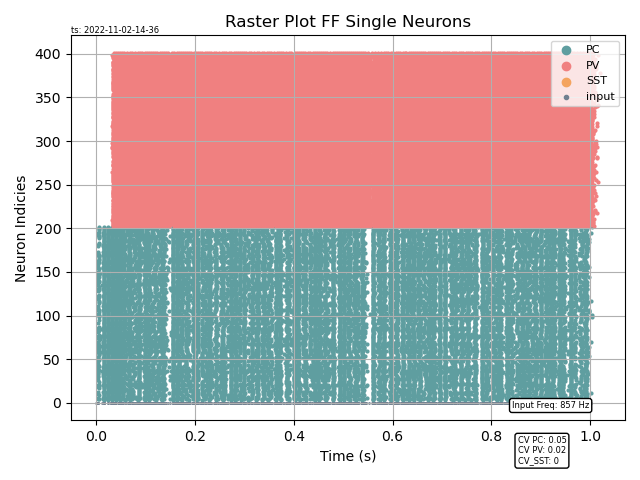 Raster Plot FF Single Neurons
ts: 2022-11-02-14-36
PC
PV
SST
input
Neuron Indicies
400
350
300
250
200
150
100
50
0
0.0 0.2 0.4 0.6 0.8 1.0
Time (s)
Input Freq: 857 Hz
CV PC: 0.05
CV PV: 0.02
CV_SST: 0